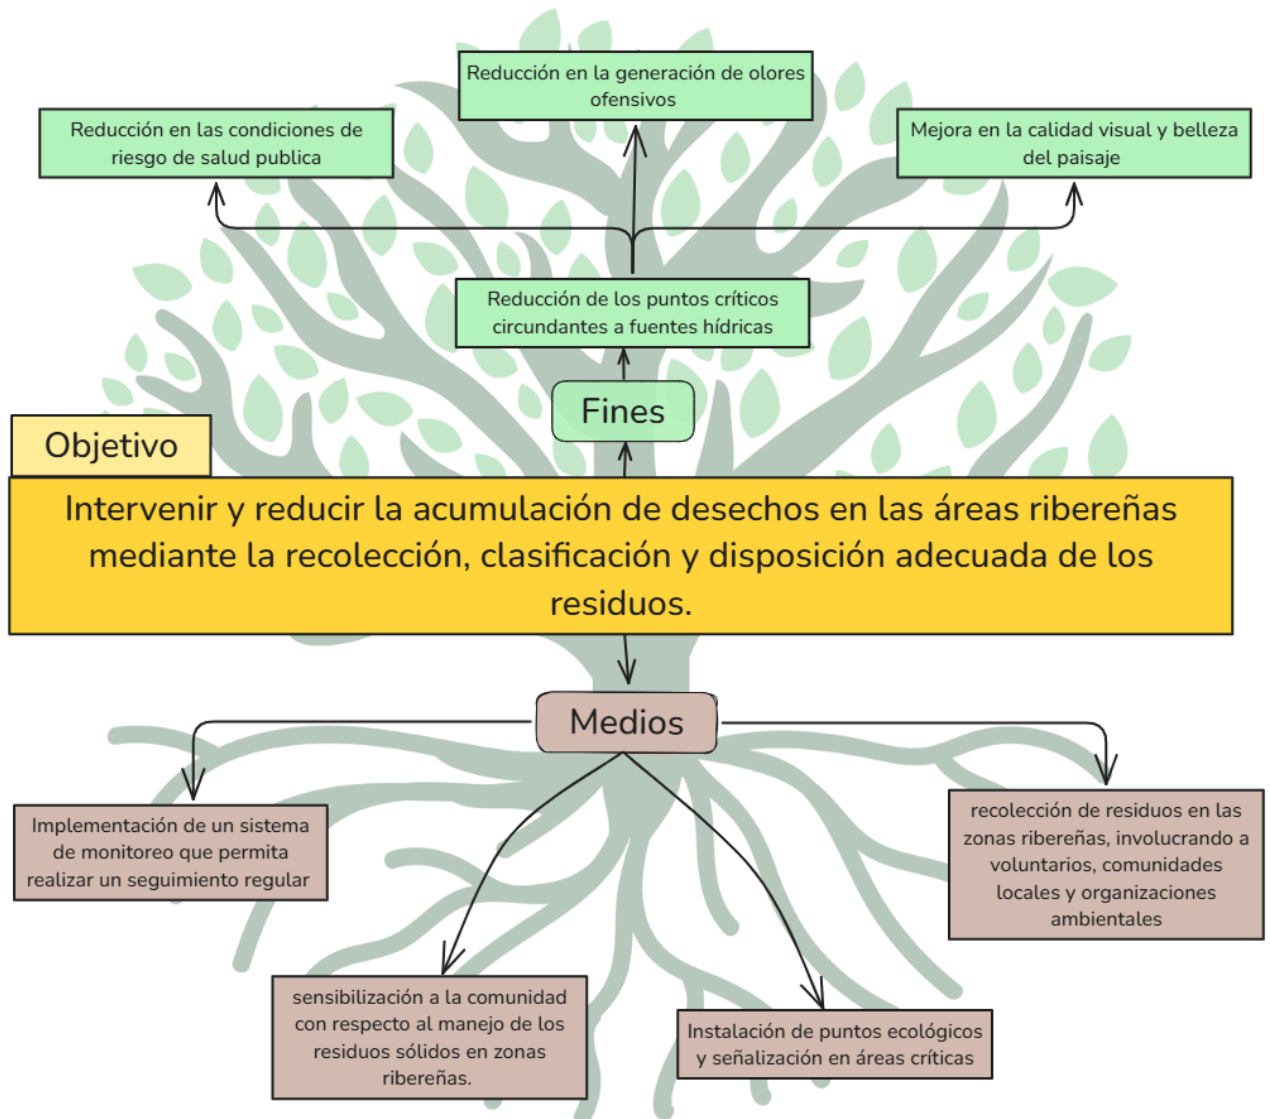 Reducción en la generación de olores
ofensivos
Reducción en las condiciones de
riesgo de salud publica
Mejora en la calidad visual y belleza
del paisaje
Reducción de los puntos críticos
circundantes a fuentes hídricas
Fines
Objetivo
Intervenir y reducir la acumulación de desechos en las áreas ribereñas
mediante la recolección, clasificación y disposición adecuada de los
residuos.
Medios
Implementación de un sistema
de monitoreo que permita
realizar un seguimiento regular
recolección de residuos en las
zonas ribereñas, involucrando a
voluntarios, comunidades
locales y organizaciones
ambientales
sensibilización a la comunidad
con respecto al manejo de los
residuos sólidos en zonas
ribereñas.
Instalación de puntos ecológicos
y señalización en áreas críticas